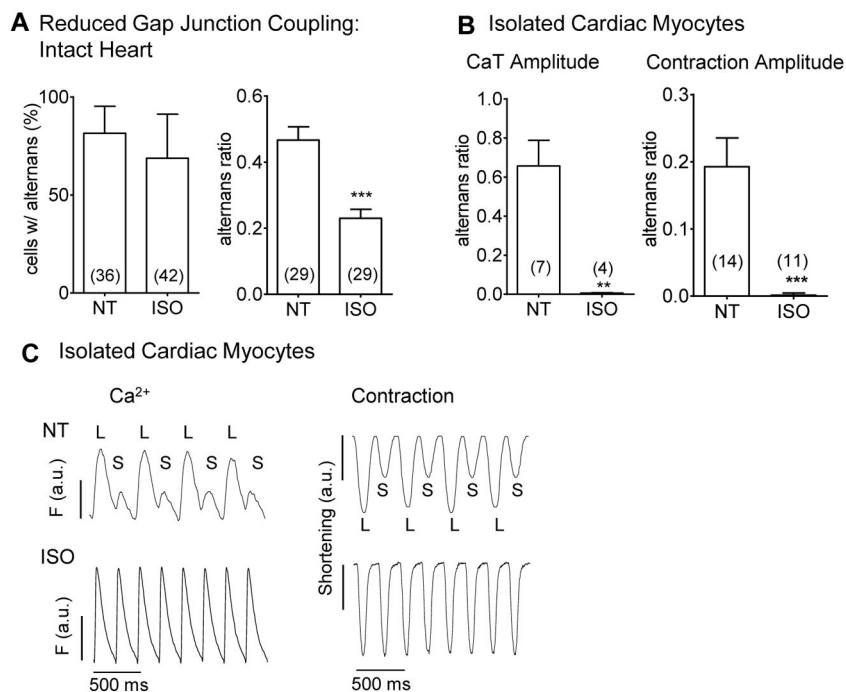 A Reduced Gap Junction Coupling:
Intact Heart
cells w/ alternans (%)
100
50
0
(36)
(42)
NT
ISO
alternans ratio
0.6
0.4
0.2
0.0
***
(29)
(29)
NT
ISO
B Isolated Cardiac Myocytes
CaT Amplitude
alternans ratio
1.0
0.8
0.6
0.4
0.2
0.0
(7)
(4)
**
NT
ISO
Contraction Amplitude
alternans ratio
0.3
0.2
0.1
0.0
(14)
(11)
***
NT
ISO
C Isolated Cardiac Myocytes
Ca²⁺
NT
L L L L
S S S S
F (a.u.)
ISO
F (a.u.)
500 ms
Contraction
Shortening (a.u.)
S S S S
L L L L
500 ms